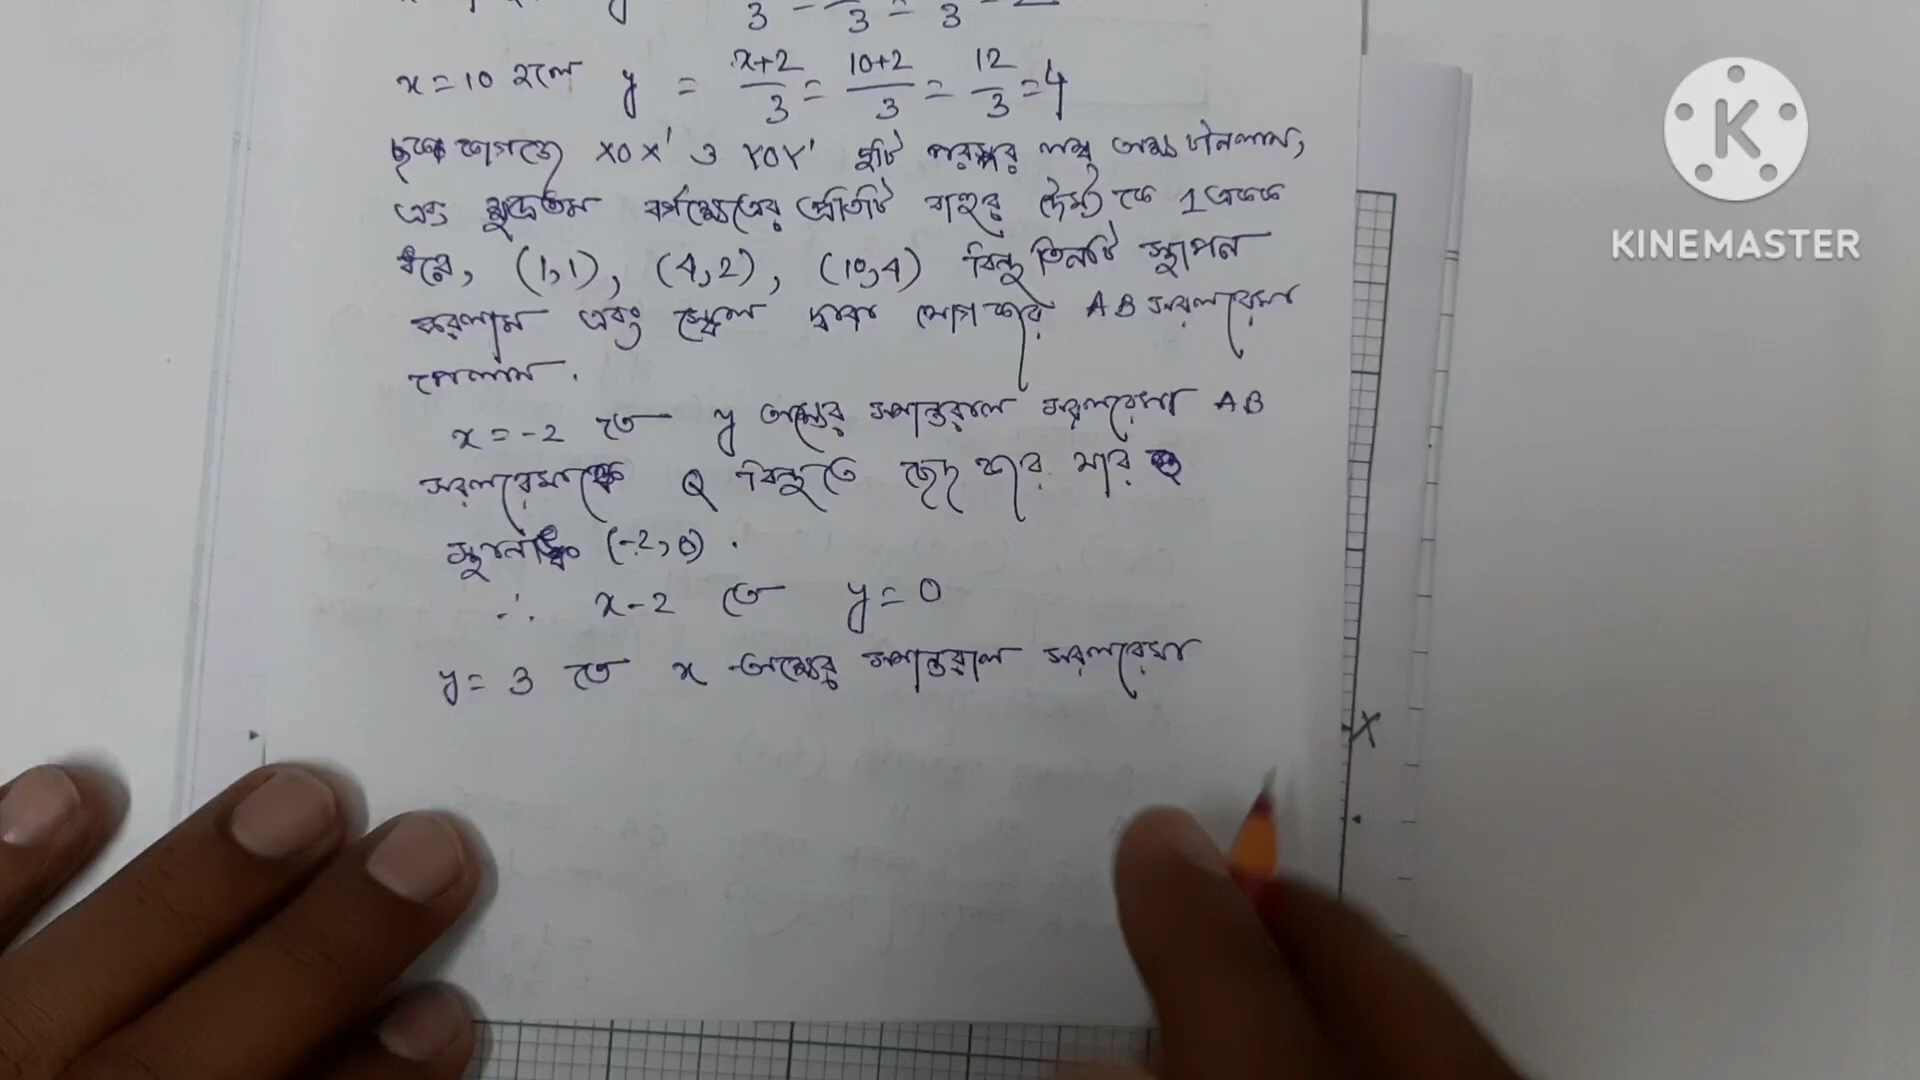 3 3 3
x = 10 হলে y = x+2/3 = 10+2/3 = 12/3 = 4
ছক কাগজে XOX' ও YOY' দুটি পরস্পর লম্ব অক্ষ টানলাম,
এবং ক্ষুদ্রতম বর্গক্ষেত্রের প্রতিটি বাহুর দৈর্ঘ্য কে 1 একক
ধরে, (1,1), (4,2), (10,4) বিন্দু তিনটি স্থাপন
করলাম এবং স্কেল দ্বারা যোগ করে AB সরলরেখা
পেলাম.
x = -2 তে y অক্ষের সমান্তরাল সরলরেখা AB
সরলরেখাকে Q বিন্দুতে ছেদ করে যার
স্থানাঙ্ক (-2, 0).
∴ x-2 তে y = 0
y = 3 তে x অক্ষের সমান্তরাল সরলরেখা
X
K
KINEMASTER